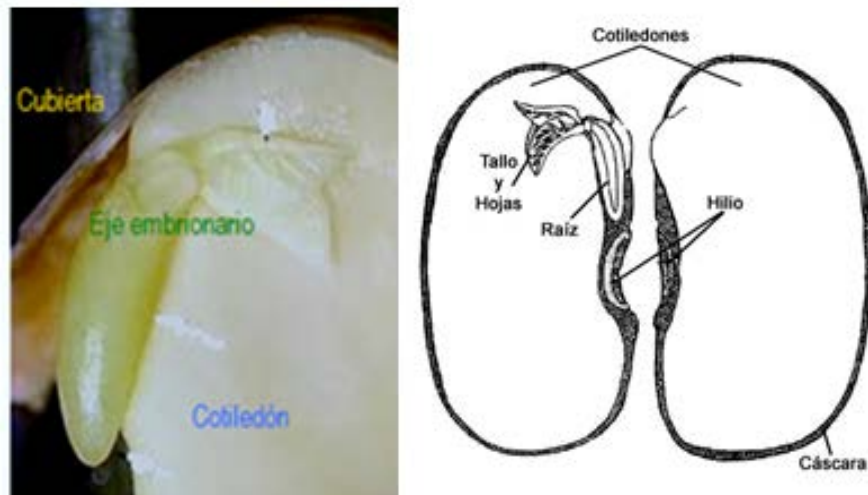 Cubierta
Eje embrionario
Cotiledón
Cotiledones
Tallo
y
Hojas
Raíz
Hilio
Cáscara